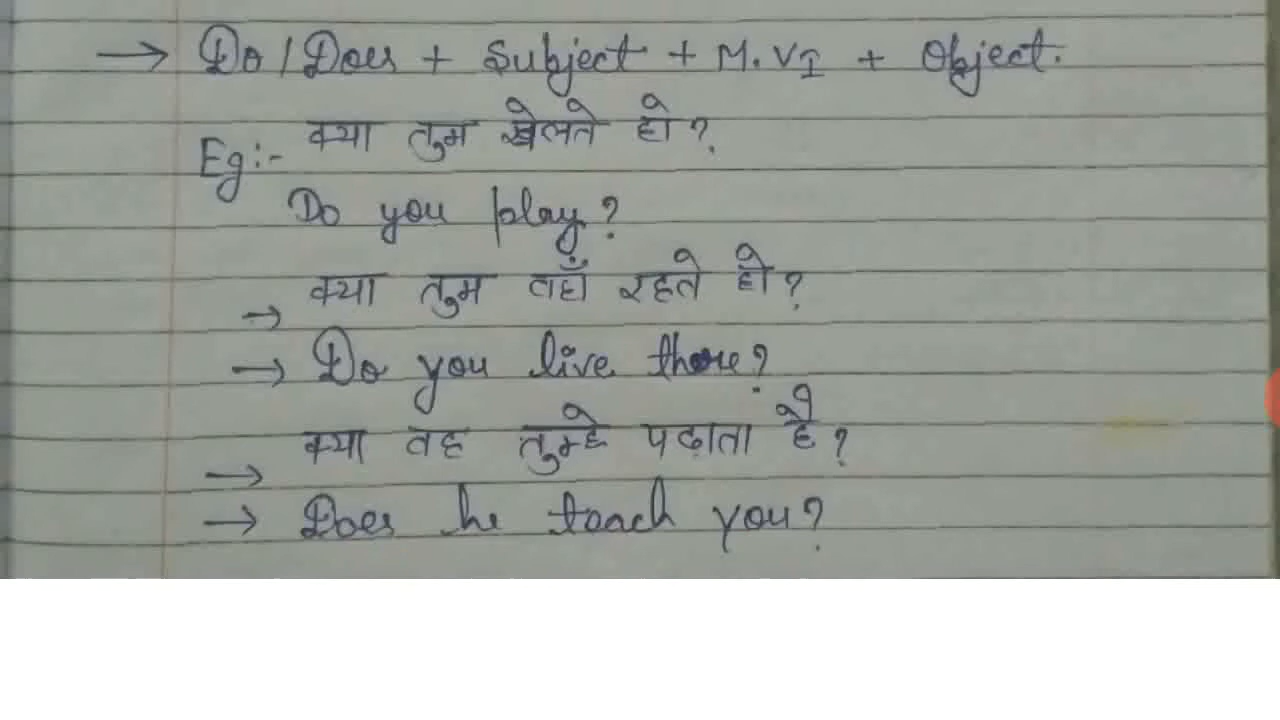 → Do / Does + Subject + M.V I + Object.
Eg:- क्या तुम खेलते हो?
Do you play?
→ क्या तुम वहाँ रहते हो?
→ Do you live there?
→ क्या वह तुम्हे पढ़ाता है?
→ Does he teach you?